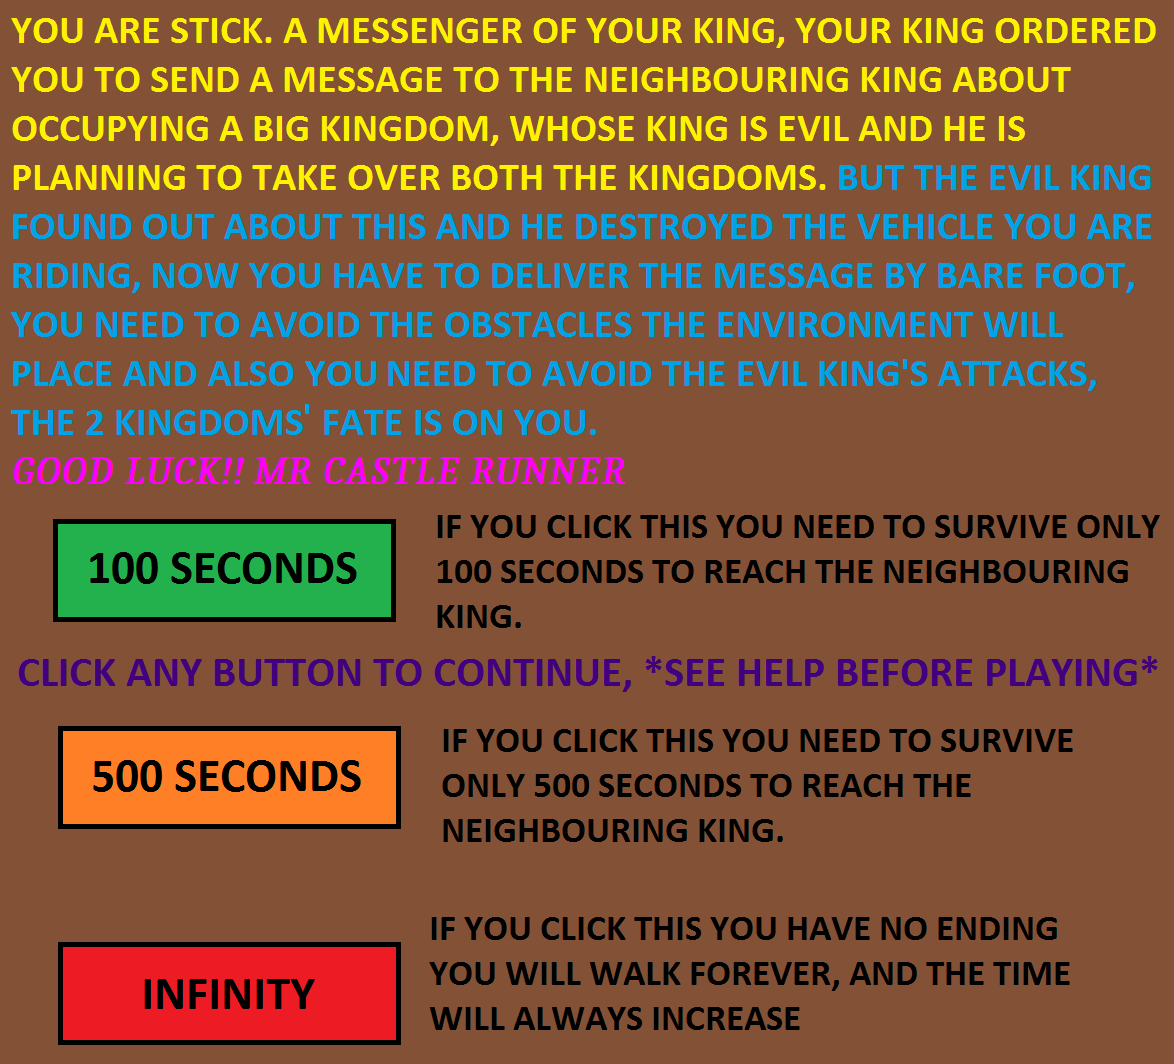 YOU ARE STICK. A MESSENGER OF YOUR KING, YOUR KING ORDERED
YOU TO SEND A MESSAGE TO THE NEIGHBOURING KING ABOUT
OCCUPYING A BIG KINGDOM, WHOSE KING IS EVIL AND HE IS
PLANNING TO TAKE OVER BOTH THE KINGDOMS. BUT THE EVIL KING
FOUND OUT ABOUT THIS AND HE DESTROYED THE VEHICLE YOU ARE
RIDING, NOW YOU HAVE TO DELIVER THE MESSAGE BY BARE FOOT,
YOU NEED TO AVOID THE OBSTACLES THE ENVIRONMENT WILL
PLACE AND ALSO YOU NEED TO AVOID THE EVIL KING'S ATTACKS,
THE 2 KINGDOMS' FATE IS ON YOU.
GOOD LUCK!! MR CASTLE RUNNER
100 SECONDS
IF YOU CLICK THIS YOU NEED TO SURVIVE ONLY
100 SECONDS TO REACH THE NEIGHBOURING
KING.
CLICK ANY BUTTON TO CONTINUE, *SEE HELP BEFORE PLAYING*
500 SECONDS
IF YOU CLICK THIS YOU NEED TO SURVIVE
ONLY 500 SECONDS TO REACH THE
NEIGHBOURING KING.
INFINITY
IF YOU CLICK THIS YOU HAVE NO ENDING
YOU WILL WALK FOREVER, AND THE TIME
WILL ALWAYS INCREASE